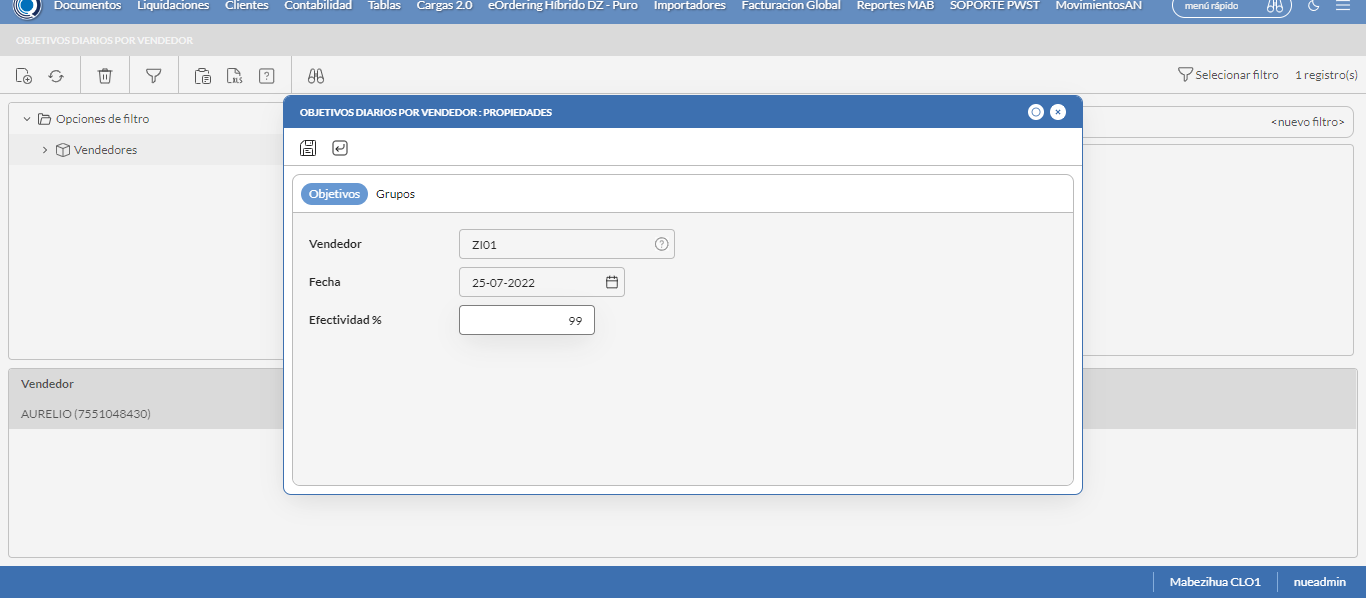 Documentos Liquidaciones Clientes Contabilidad Tablas Cargas 2.0 eOrdering Híbrido DZ - Puro Importadores Facturacion Global Reportes MAB SOPORTE PWST MovimientosAN menú rápido
OBJETIVOS DIARIOS POR VENDEDOR
XLS ? Selecionar filtro 1 registro(s)
Opciones de filtro
<nuevo filtro>
Vendedores
OBJETIVOS DIARIOS POR VENDEDOR : PROPIEDADES
Objetivos Grupos
Vendedor ZI01 ?
Fecha 25-07-2022
Efectividad % 99
Vendedor
AURELIO (7551048430)
Mabezihua CLO1 nueadmin